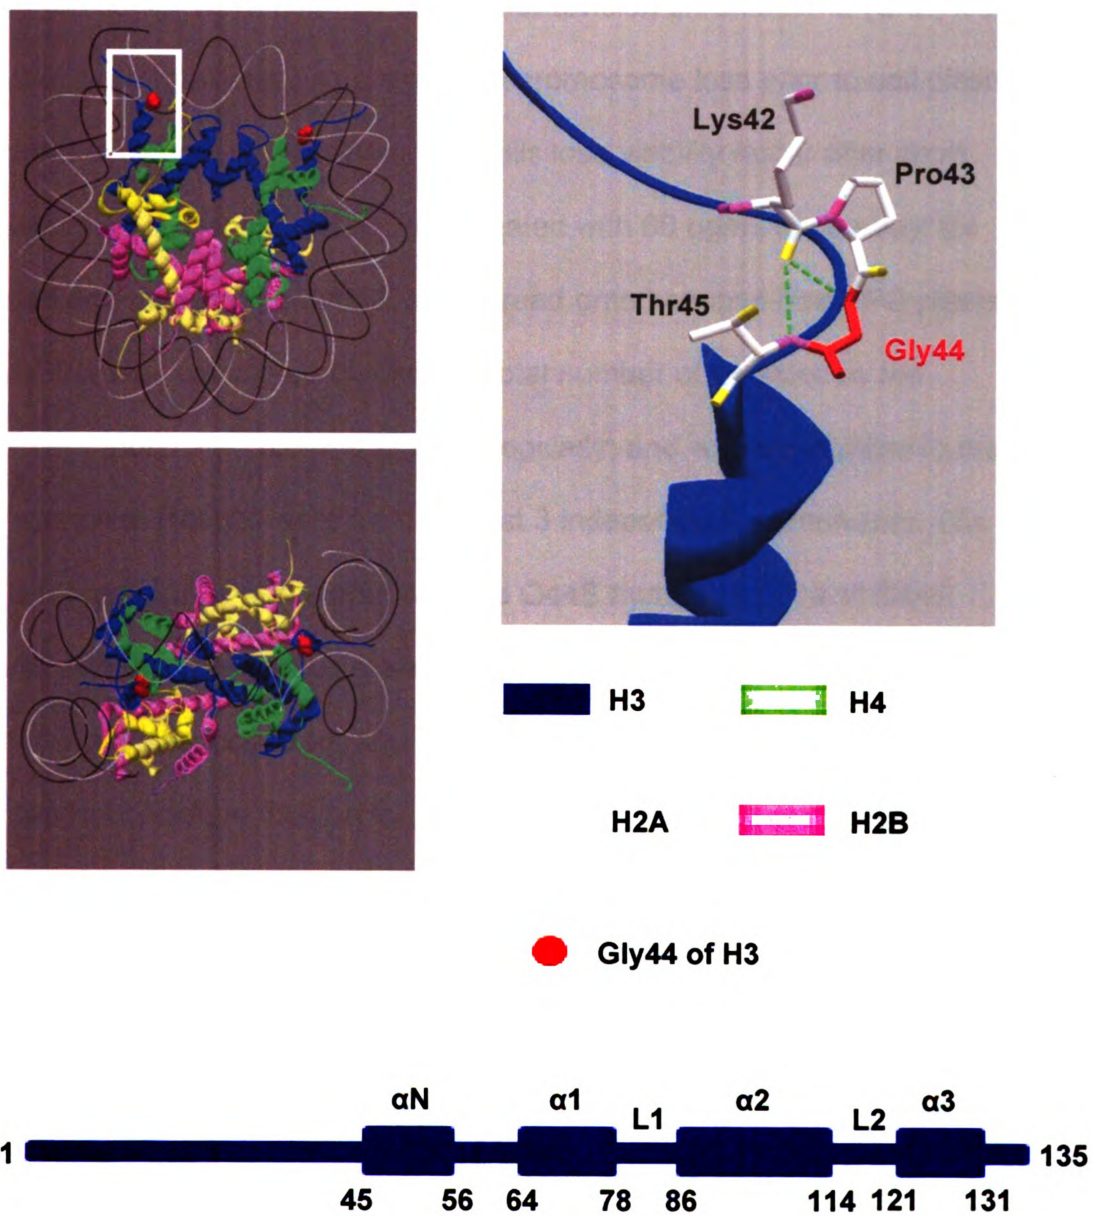 Lys42
Pro43
Thr45
Gly44
H3
H4
H2A
H2B
Gly44 of H3
αN
α1
L1
α2
L2
α3
1
135
45
56
64
78
86
114
121
131